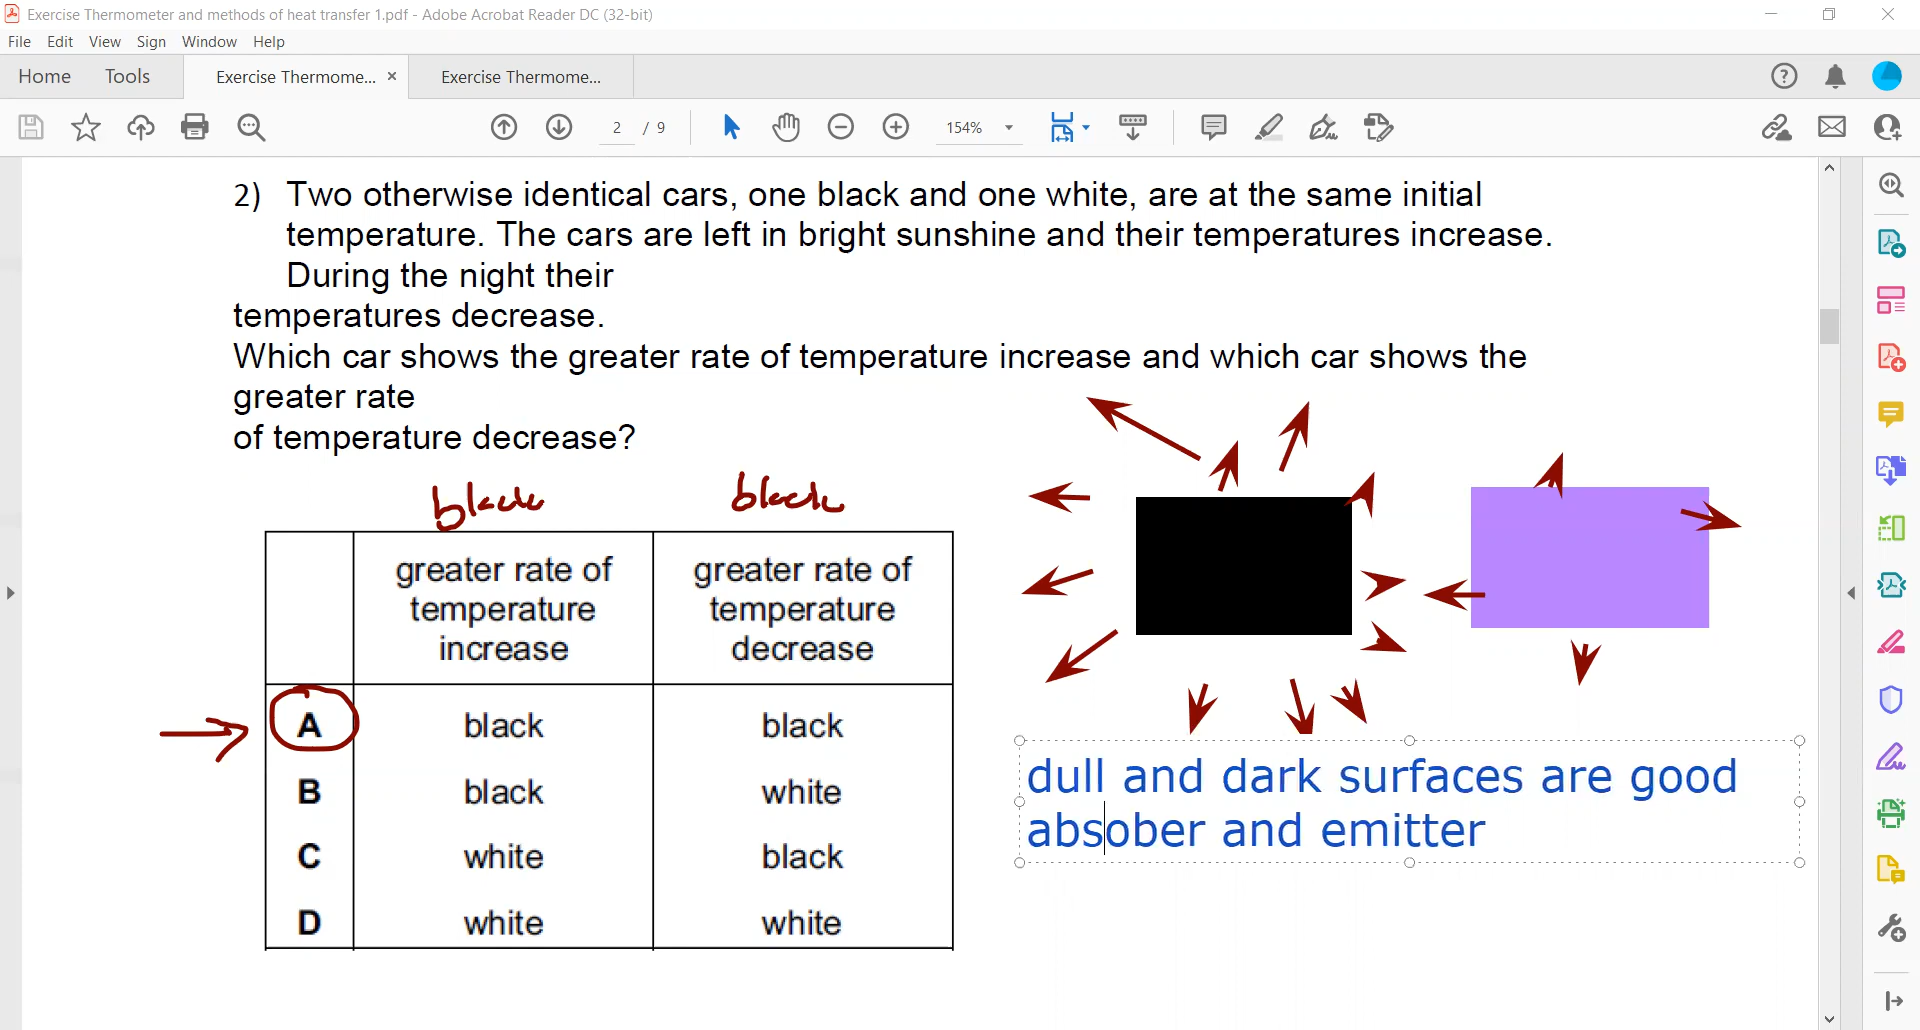 Exercise Thermometer and methods of heat transfer 1.pdf - Adobe Acrobat Reader DC (32-bit)
File Edit View Sign Window Help
Home Tools Exercise Thermome... × Exercise Thermome...
2 / 9 154%
2) Two otherwise identical cars, one black and one white, are at the same initial
temperature. The cars are left in bright sunshine and their temperatures increase.
During the night their
temperatures decrease.
Which car shows the greater rate of temperature increase and which car shows the
greater rate
of temperature decrease?
black black
greater rate of temperature increase greater rate of temperature decrease
A black black
B black white
C white black
D white white
dull and dark surfaces are good
absober and emitter